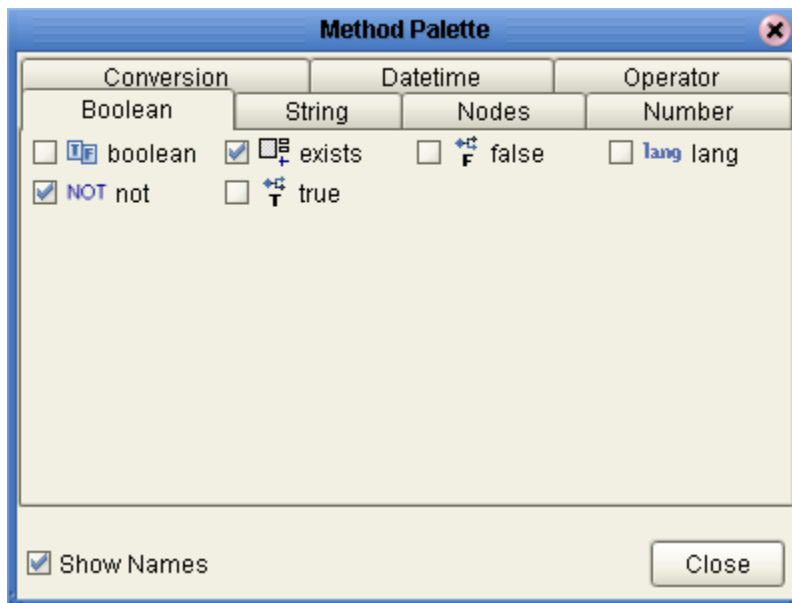 Method Palette
Conversion Datetime Operator
Boolean String Nodes Number
TF boolean exists F false lang lang
NOT not T true
Show Names Close